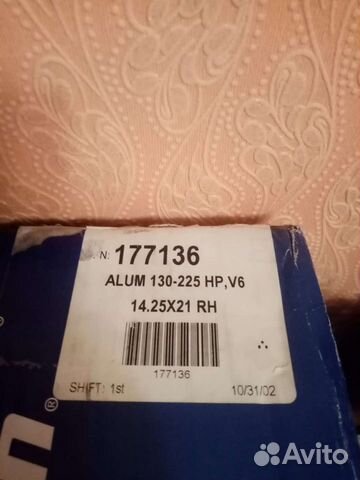 N: 177136
ALUM 130-225 HP,V6
14.25X21 RH
177136
SHIFT: 1st 10/31/02
n®
Avito